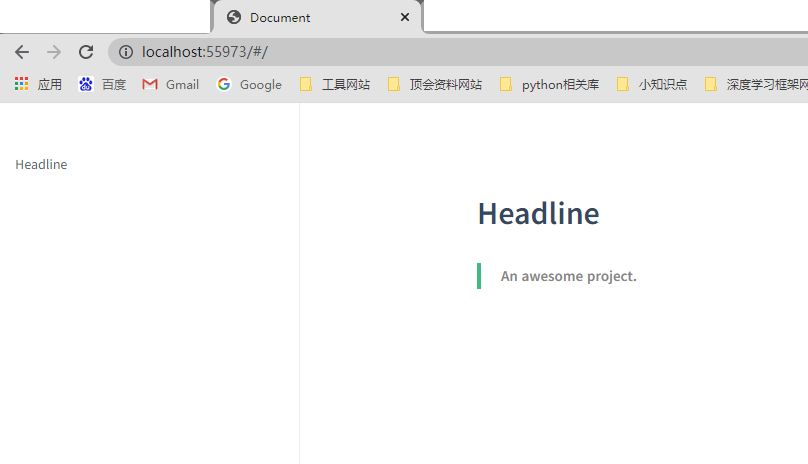 Document
localhost:55973/#/
应用 百度 Gmail Google 工具网站 顶会资料网站 python相关库 小知识点 深度学习框架网
Headline
Headline
An awesome project.